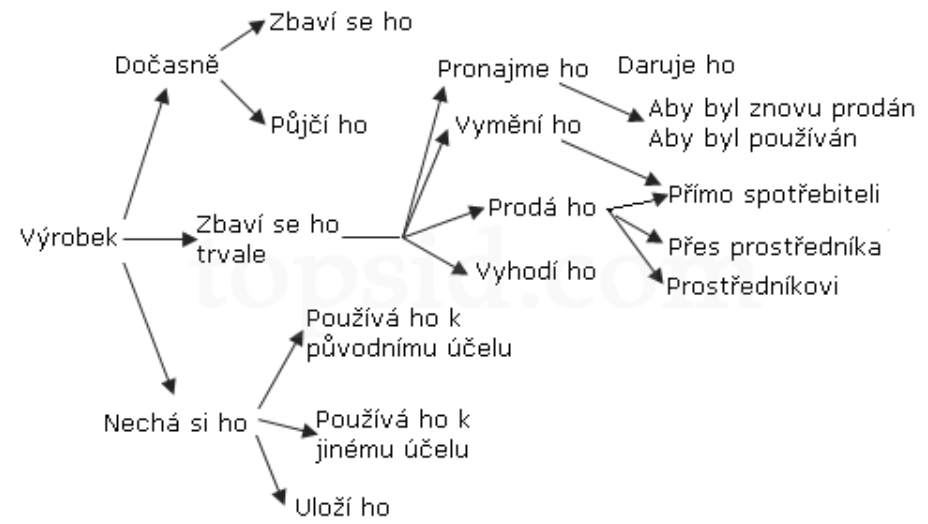 Zbaví se ho
Dočasně
Půjčí ho
Pronajme ho
Daruje ho
Aby byl znovu prodán
Aby byl používán
Vymění ho
Přímo spotřebiteli
Prodá ho
Přes prostředníka
Prostředníkovi
Vyhodí ho
Výrobek
Zbaví se ho
trvale
topsid.com
Používá ho k
původnímu účelu
Nechá si ho
Používá ho k
jinému účelu
Uloží ho